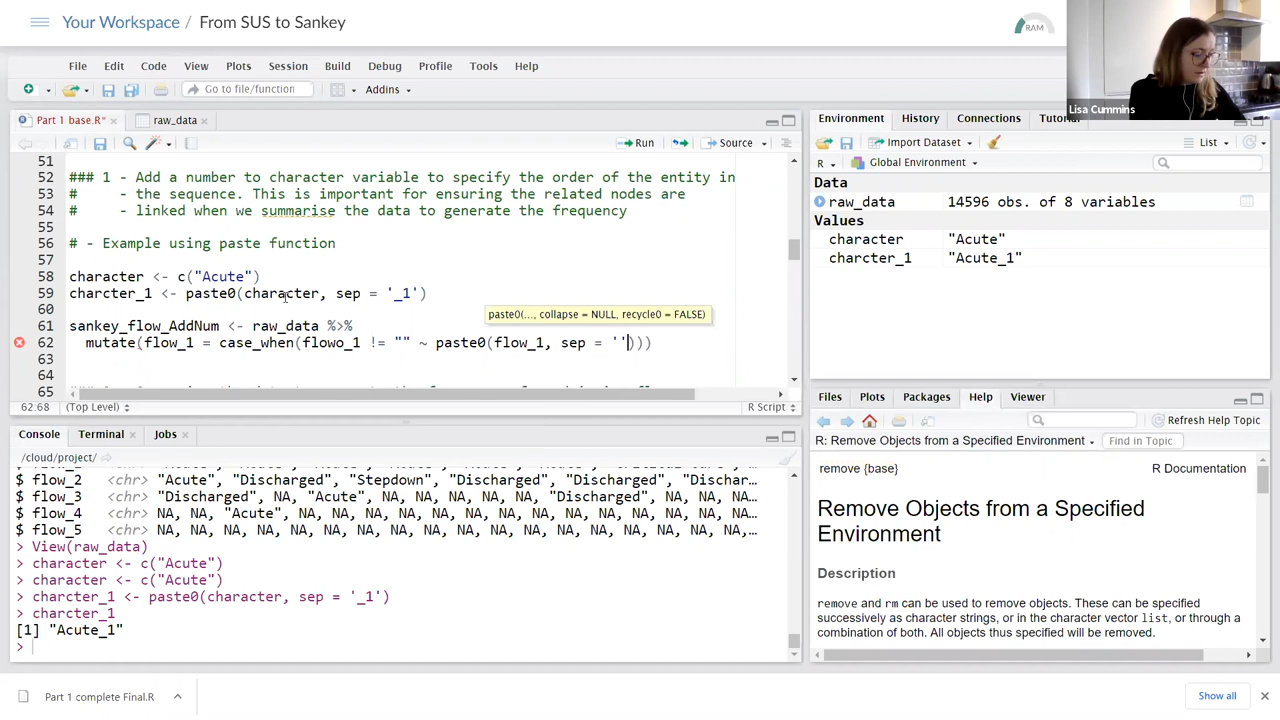 Your Workspace / From SUS to Sankey
RAM
Lisa Cummins
File Edit Code View Plots Session Build Debug Profile Tools Help
Go to file/function
Addins
Part 1 base.R*
raw_data
Run
Source
51
52 ### 1 - Add a number to character variable to specify the order of the entity in
53 #     - the sequence. This is important for ensuring the related nodes are
54 #     - linked when we summarise the data to generate the frequency
55
56 # - Example using paste function
57
58 character <- c("Acute")
59 charcter_1 <- paste0(character, sep = '_1')
60
paste0(..., collapse = NULL, recycle0 = FALSE)
61 sankey_flow_AddNum <- raw_data %>%
62   mutate(flow_1 = case_when(flowo_1 != "" ~ paste0(flow_1, sep = '')))
63
64
65
62:68 (Top Level) R Script
Console Terminal Jobs
/cloud/project/
$ flow_2 <chr> "Acute", "Discharged", "Stepdown", "Discharged", "Discharged", "Dischar…
$ flow_3 <chr> "Discharged", NA, "Acute", NA, NA, NA, NA, NA, "Discharged", NA, NA, NA…
$ flow_4 <chr> NA, NA, "Acute", NA, NA, NA, NA, NA, NA, NA, NA, NA, NA, NA, NA, NA, NA…
$ flow_5 <chr> NA, NA, NA, NA, NA, NA, NA, NA, NA, NA, NA, NA, NA, NA, NA, NA, NA,…
> View(raw_data)
> character <- c("Acute")
> character <- c("Acute")
> charcter_1 <- paste0(character, sep = '_1')
> charcter_1
[1] "Acute_1"
>
Environment History Connections Tutorial
Import Dataset
List
R Global Environment
Data
raw_data 14596 obs. of 8 variables
Values
character "Acute"
charcter_1 "Acute_1"
Files Plots Packages Help Viewer
Refresh Help Topic
R: Remove Objects from a Specified Environment Find in Topic
remove {base} R Documentation
Remove Objects from a Specified
Environment
Description
remove and rm can be used to remove objects. These can be specified
successively as character strings, or in the character vector list, or through a
combination of both. All objects thus specified will be removed.
Part 1 complete Final.R
Show all